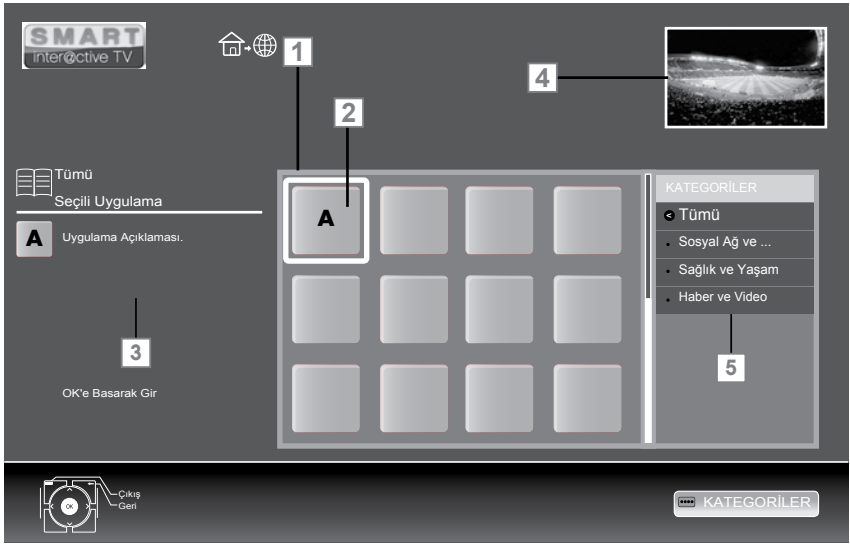 SMART
inter@ctive TV
1
2
4
Tümü
Seçili Uygulama
A
Uygulama Açıklaması.
3
OK'e Basarak Gir
A
KATEGORİLER
Tümü
Sosyal Ağ ve ...
Sağlık ve Yaşam
Haber ve Video
5
OK
Çıkış
Geri
KATEGORİLER